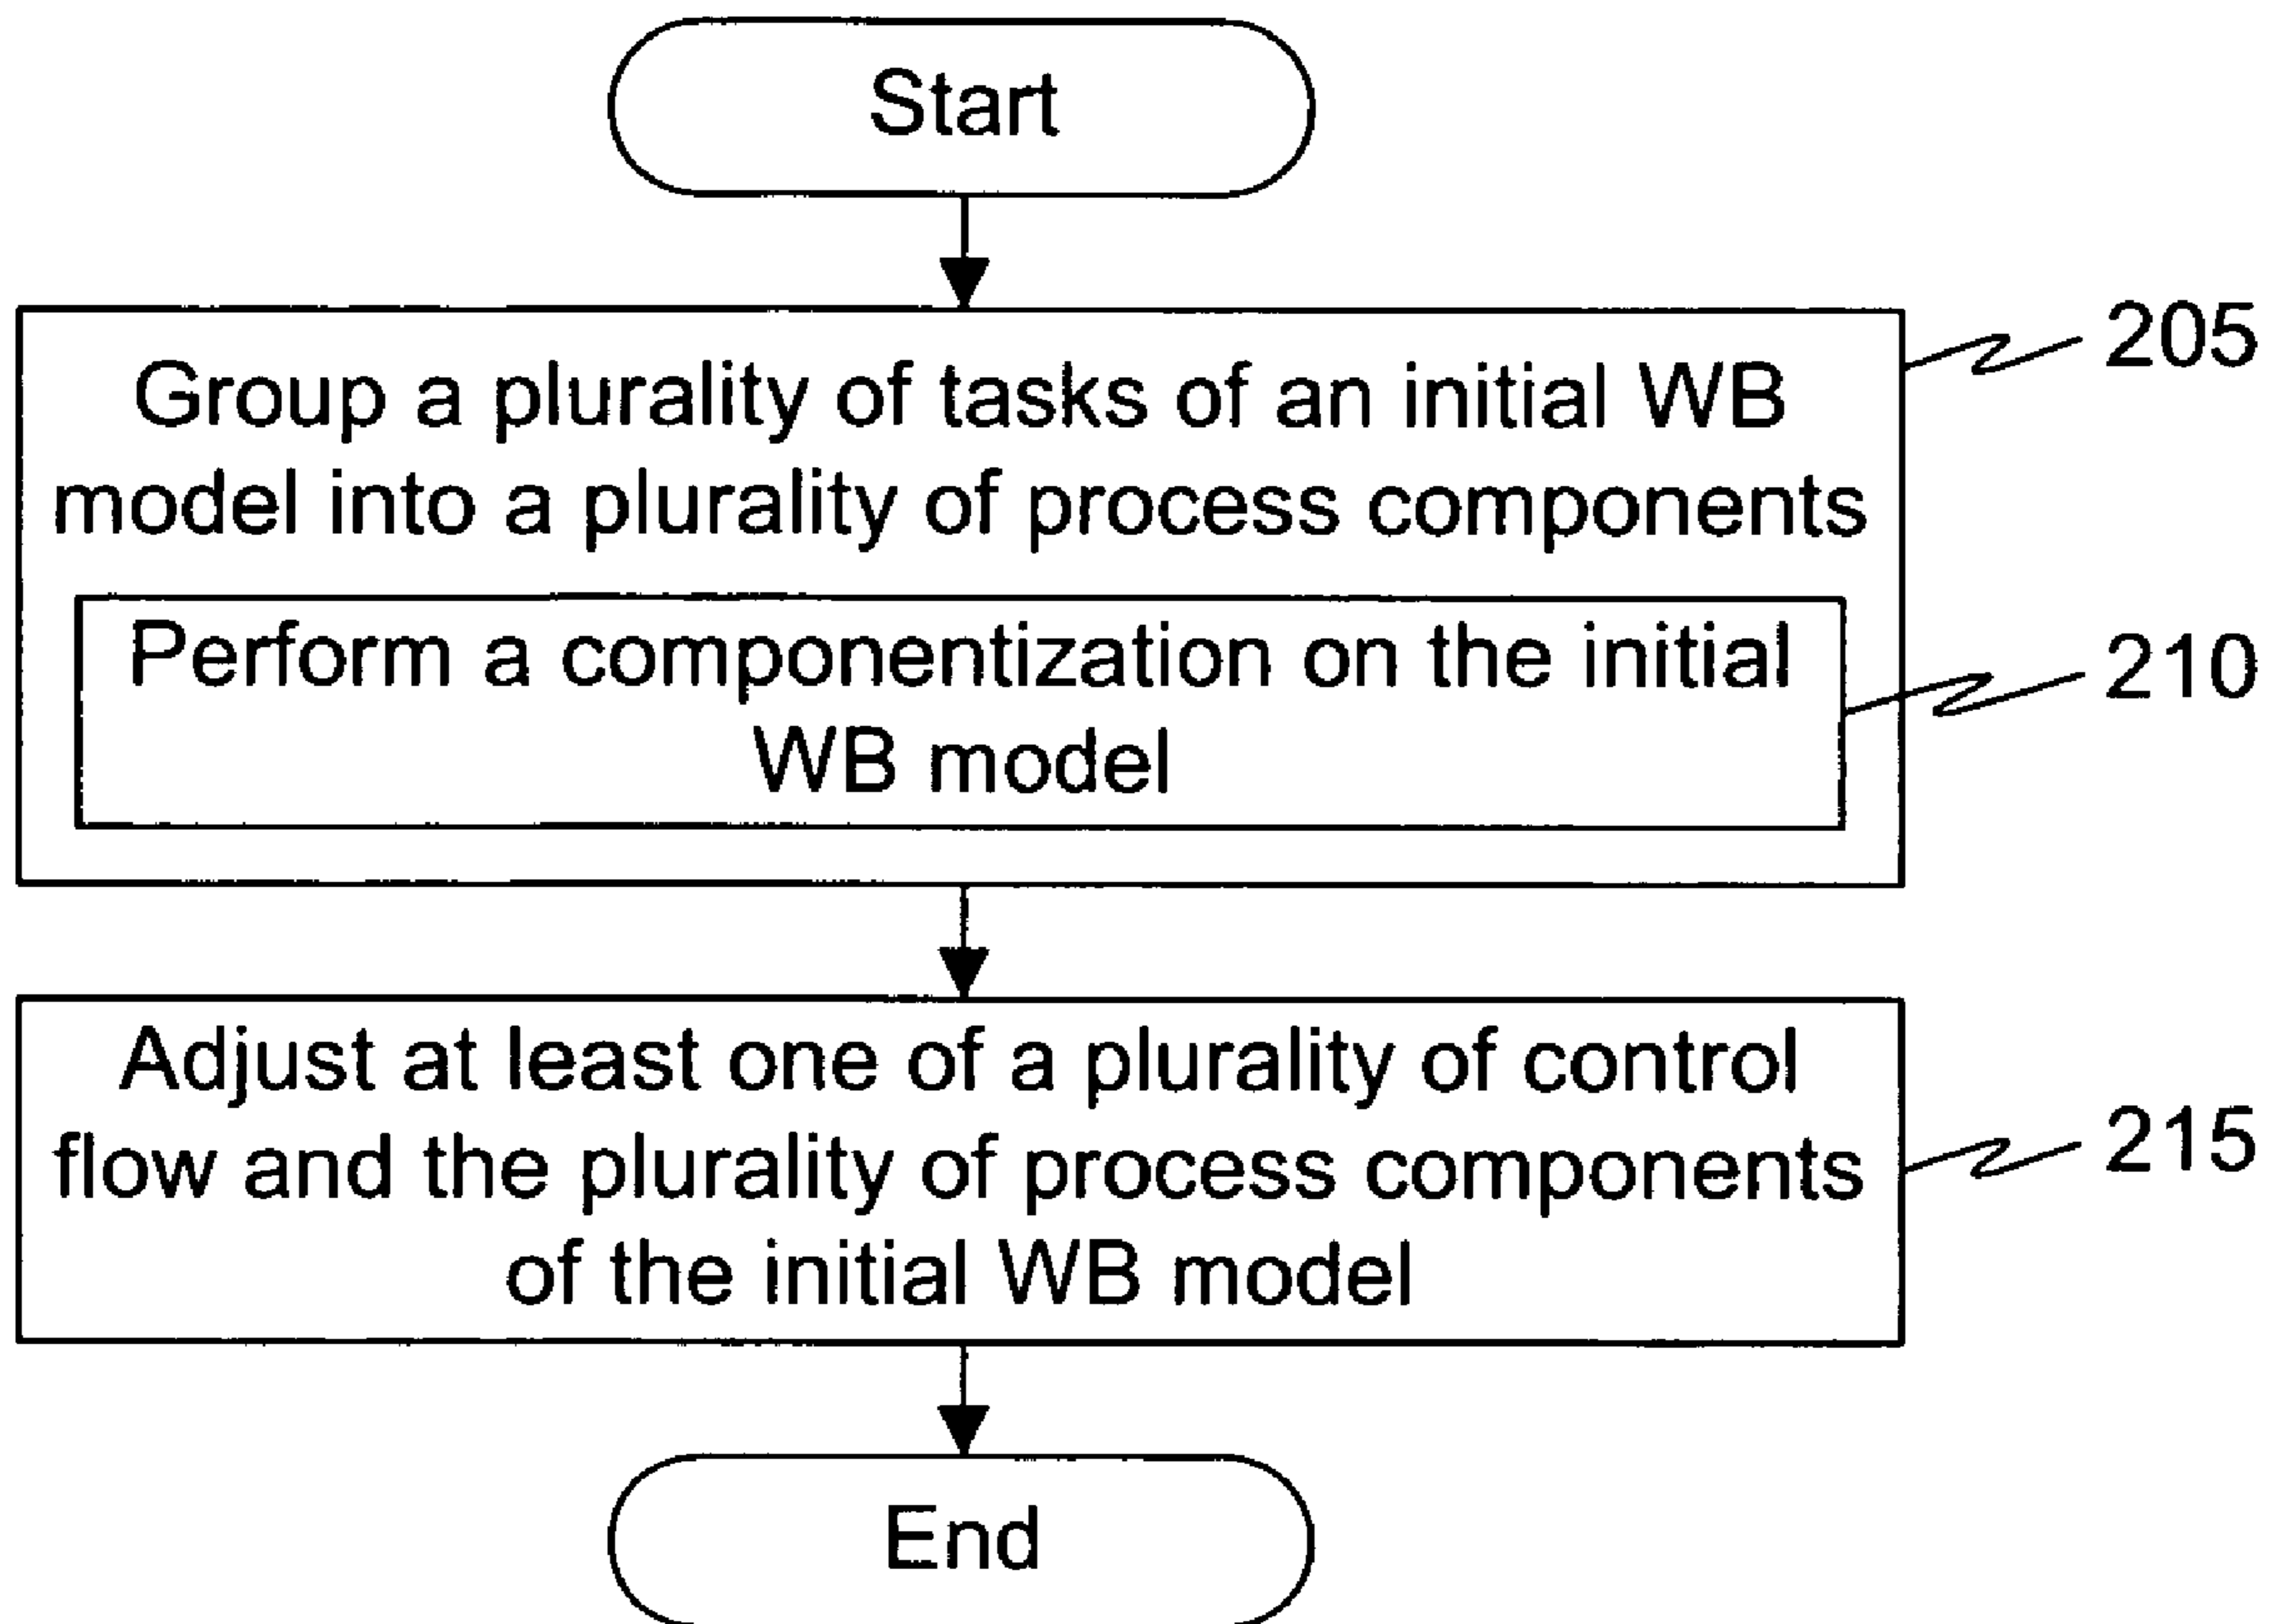 Start
205
Group a plurality of tasks of an initial WB
model into a plurality of process components
Perform a componentization on the initial
WB model
210
Adjust at least one of a plurality of control
flow and the plurality of process components
of the initial WB model
215
End